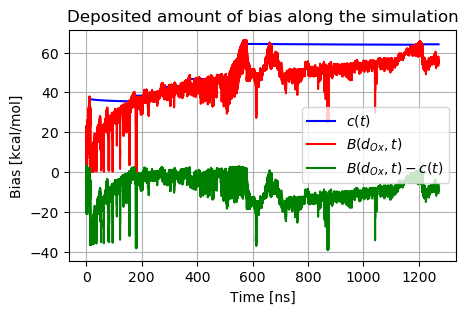 Deposited amount of bias along the simulation
Bias [kcal/mol]
60
40
20
0
−20
−40
c(t)
B(d_Ox, t)
B(d_Ox, t) − c(t)
0 200 400 600 800 1000 1200
Time [ns]